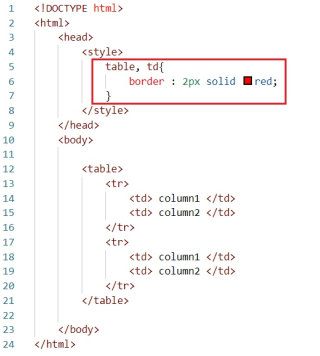 1 <!DOCTYPE html>
2 <html>
3 <head>
4 <style>
5 table, td{
6 border : 2px solid red;
7 }
8 </style>
9 </head>
10 <body>
11
12 <table>
13 <tr>
14 <td> column1 </td>
15 <td> column2 </td>
16 </tr>
17 <tr>
18 <td> column1 </td>
19 <td> column2 </td>
20 </tr>
21 </table>
22
23 </body>
24 </html>